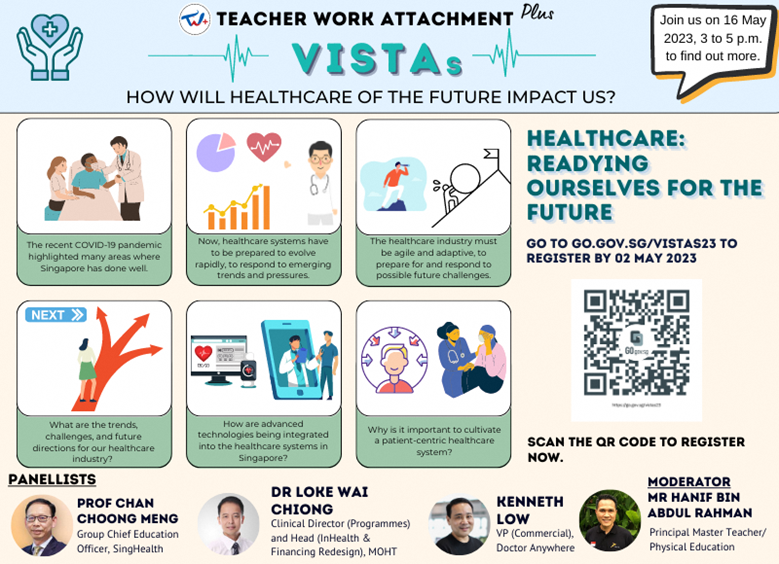 TEACHER WORK ATTACHMENT Plus
VISTAs
HOW WILL HEALTHCARE OF THE FUTURE IMPACT US?
Join us on 16 May
2023, 3 to 5 p.m.
to find out more.
The recent COVID-19 pandemic
highlighted many areas where
Singapore has done well.
Now, healthcare systems have
to be prepared to evolve
rapidly, to respond to emerging
trends and pressures.
The healthcare industry must
be agile and adaptive, to
prepare for and respond to
possible future challenges.
NEXT
What are the trends,
challenges, and future
directions for our healthcare
industry?
How are advanced
technologies being integrated
into the healthcare systems in
Singapore?
Why is it important to cultivate
a patient-centric healthcare
system?
HEALTHCARE:
READYING
OURSELVES FOR THE
FUTURE
GO TO GO.GOV.SG/VISTAS23 TO
REGISTER BY 02 MAY 2023
GOgovsg
https://go.gov.sg/vistas23
SCAN THE QR CODE TO REGISTER
NOW.
PANELLISTS
PROF CHAN
CHOONG MENG
Group Chief Education
Officer, SingHealth
DR LOKE WAI
CHIONG
Clinical Director (Programmes)
and Head (InHealth &
Financing Redesign), MOHT
KENNETH
LOW
VP (Commercial),
Doctor Anywhere
MODERATOR
MR HANIF BIN
ABDUL RAHMAN
Principal Master Teacher/
Physical Education